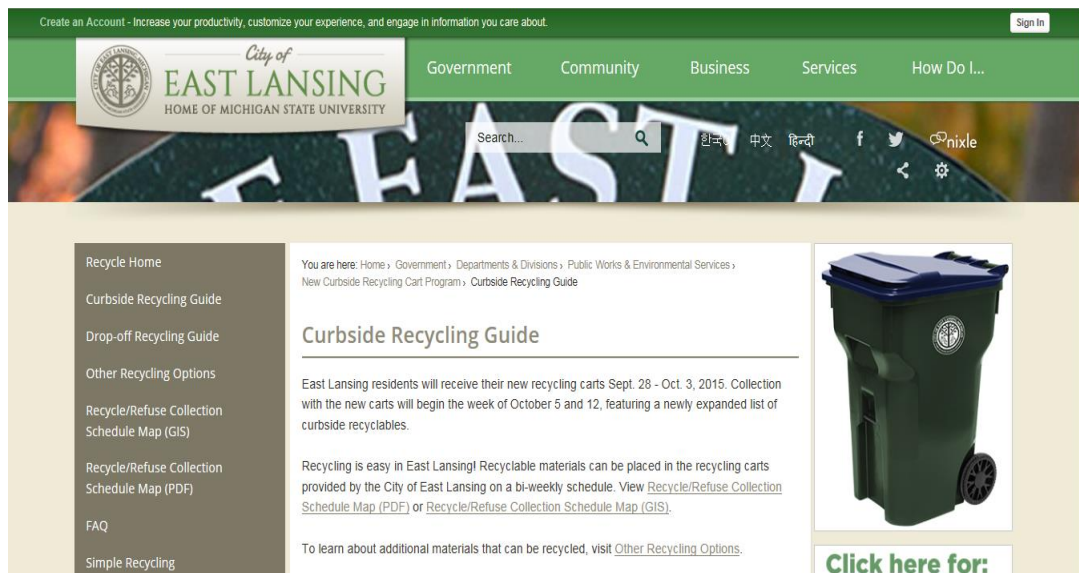 Create an Account - Increase your productivity, customize your experience, and engage in information you care about.
Sign In
City of
EAST LANSING
HOME OF MICHIGAN STATE UNIVERSITY
Government
Community
Business
Services
How Do I...
Search...
中文
हिन्दी
nixle
EAST
Recycle Home
Curbside Recycling Guide
Drop-off Recycling Guide
Other Recycling Options
Recycle/Refuse Collection
Schedule Map (GIS)
Recycle/Refuse Collection
Schedule Map (PDF)
FAQ
Simple Recycling
You are here: Home › Government › Departments & Divisions › Public Works & Environmental Services ›
New Curbside Recycling Cart Program › Curbside Recycling Guide
Curbside Recycling Guide
East Lansing residents will receive their new recycling carts Sept. 28 - Oct. 3, 2015. Collection
with the new carts will begin the week of October 5 and 12, featuring a newly expanded list of
curbside recyclables.
Recycling is easy in East Lansing! Recyclable materials can be placed in the recycling carts
provided by the City of East Lansing on a bi-weekly schedule. View Recycle/Refuse Collection
Schedule Map (PDF) or Recycle/Refuse Collection Schedule Map (GIS).
To learn about additional materials that can be recycled, visit Other Recycling Options.
Click here for: